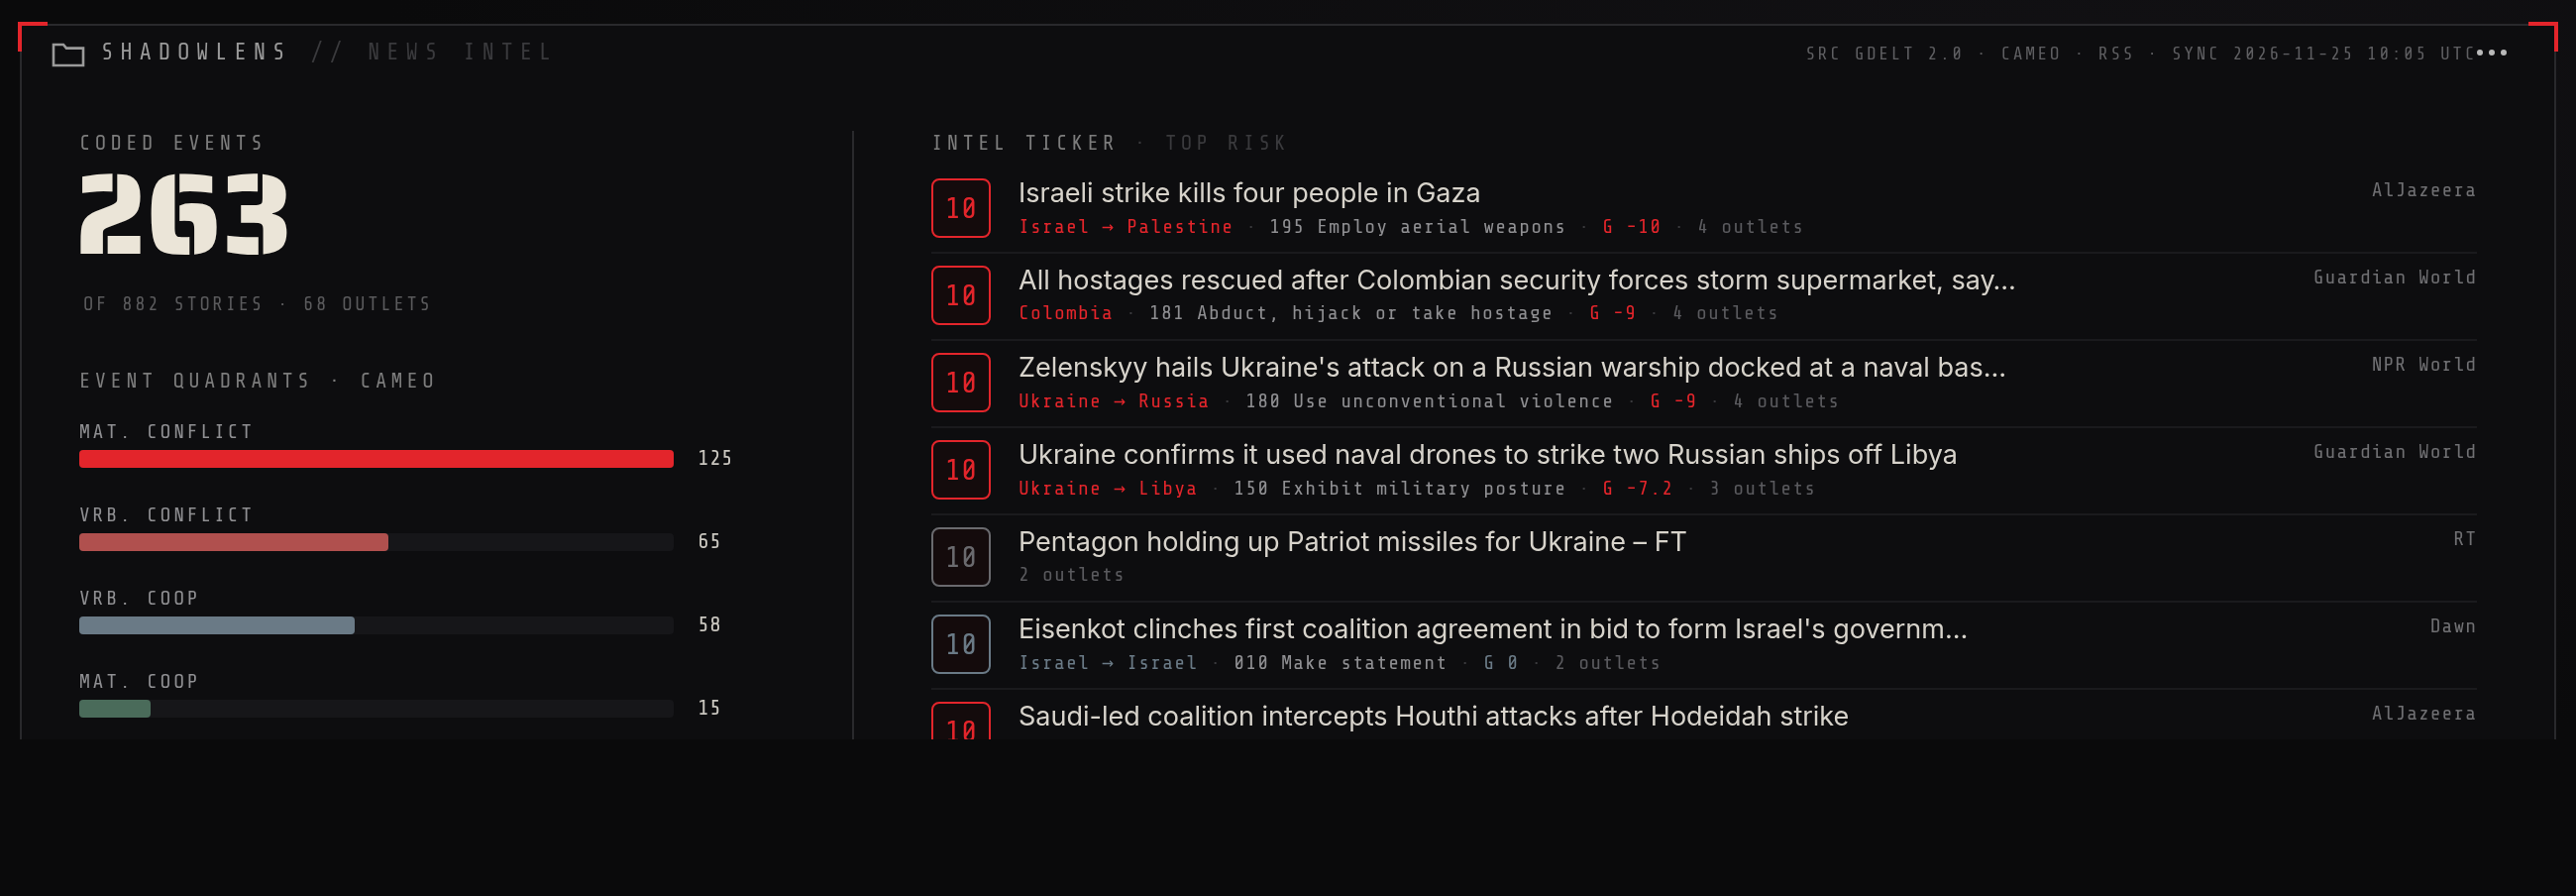 SHADOWLENS // NEWS INTEL
SRC GDELT 2.0 · CAMEO · RSS · SYNC 2026-11-25 10:05 UTC•••
CODED EVENTS
263
OF 882 STORIES · 68 OUTLETS
EVENT QUADRANTS · CAMEO
MAT. CONFLICT
125
VRB. CONFLICT
65
VRB. COOP
58
MAT. COOP
15
INTEL TICKER · TOP RISK
10 Israeli strike kills four people in Gaza AlJazeera
Israel → Palestine · 195 Employ aerial weapons · G -10 · 4 outlets
10 All hostages rescued after Colombian security forces storm supermarket, say... Guardian World
Colombia · 181 Abduct, hijack or take hostage · G -9 · 4 outlets
10 Zelenskyy hails Ukraine's attack on a Russian warship docked at a naval bas... NPR World
Ukraine → Russia · 180 Use unconventional violence · G -9 · 4 outlets
10 Ukraine confirms it used naval drones to strike two Russian ships off Libya Guardian World
Ukraine → Libya · 150 Exhibit military posture · G -7.2 · 3 outlets
10 Pentagon holding up Patriot missiles for Ukraine – FT RT
2 outlets
10 Eisenkot clinches first coalition agreement in bid to form Israel's governm... Dawn
Israel → Israel · 010 Make statement · G 0 · 2 outlets
10 Saudi-led coalition intercepts Houthi attacks after Hodeidah strike AlJazeera